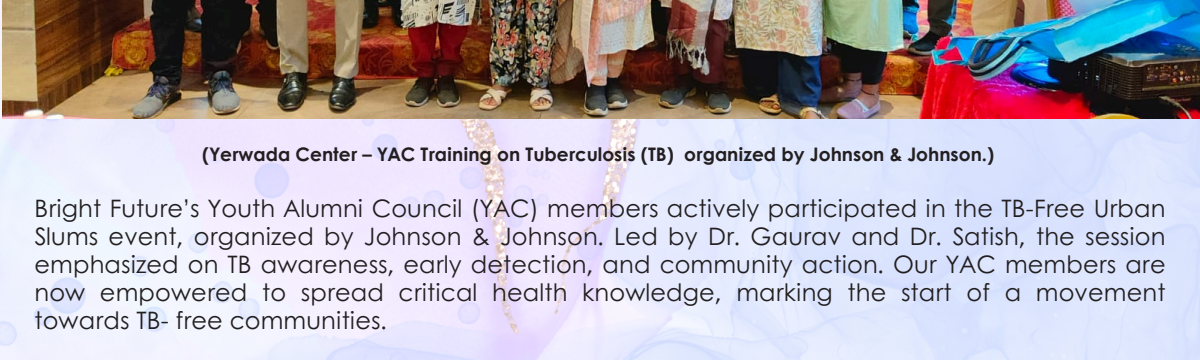 (Yerwada Center – YAC Training on Tuberculosis (TB)  organized by Johnson & Johnson.)
Bright Future’s Youth Alumni Council (YAC) members actively participated in the TB-Free Urban
Slums event, organized by Johnson & Johnson. Led by Dr. Gaurav and Dr. Satish, the session
emphasized on TB awareness, early detection, and community action. Our YAC members are
now empowered to spread critical health knowledge, marking the start of a movement
towards TB- free communities.